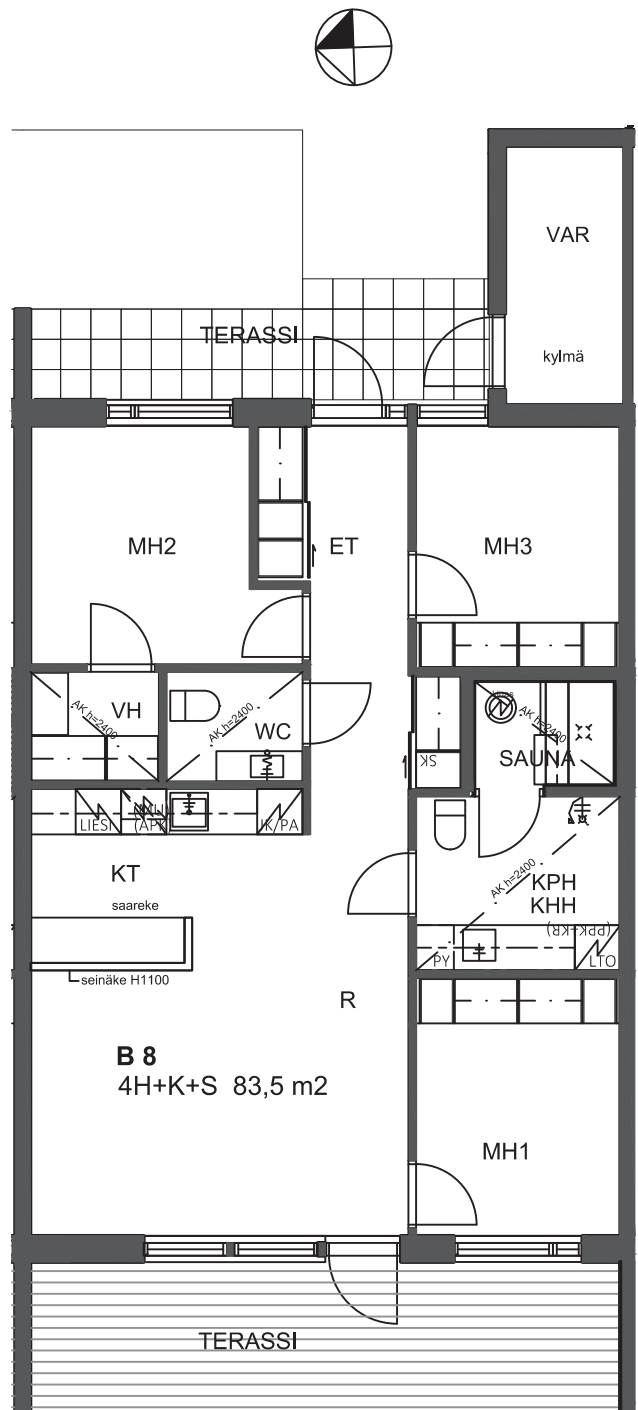 VAR
kylmä
TERASSI
MH2
ET
MH3
VH
AK h=2400
WC
AK h=2400
SK
AK h=2400
SAUNA
LIESI
(APK)
JK/PA
KT
saareke
seinäke H1100
AK h=2400
KPH
KHH
(PPK+KR)
PY
LTO
R
B 8
4H+K+S 83,5 m2
MH1
TERASSI